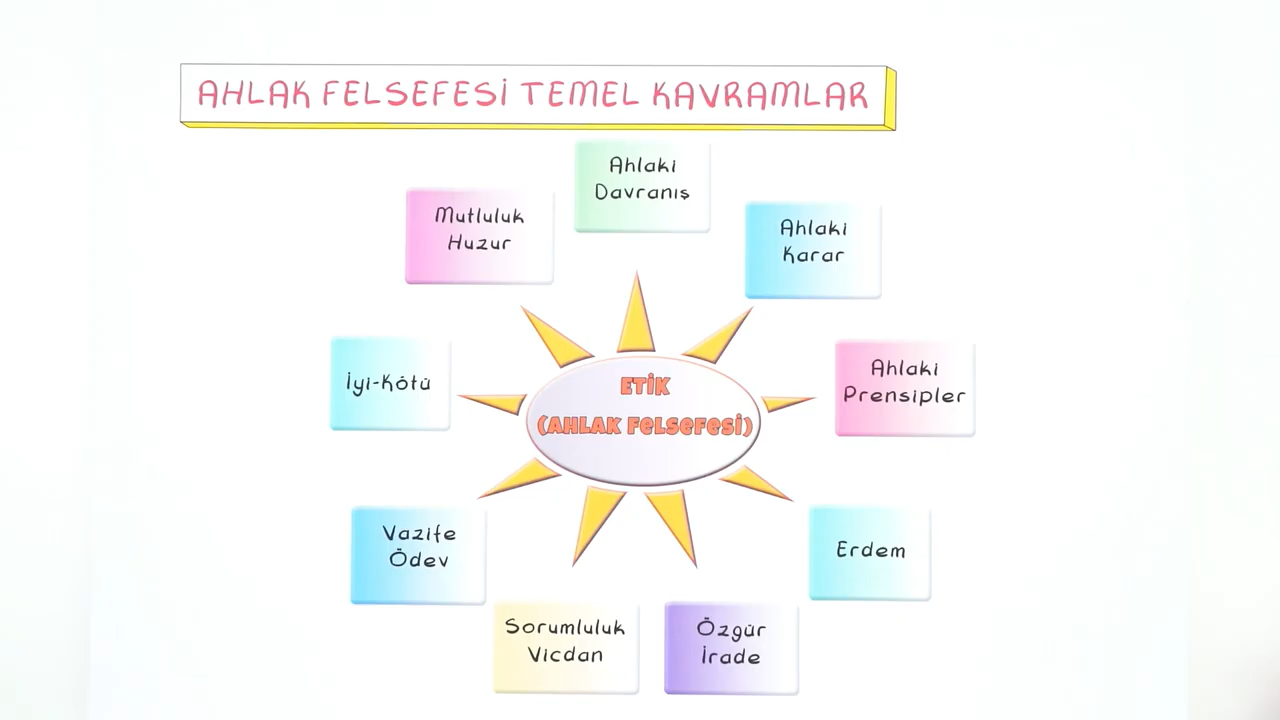 AHLAK FELSEFESİ TEMEL KAVRAMLAR
Ahlaki
Davranış
Mutluluk
Huzur
Ahlaki
Karar
İyi-Kötü
ETİK
(AHLAK FELSEFESİ)
Ahlaki
Prensipler
Vazife
Ödev
Erdem
Sorumluluk
Vicdan
Özgür
İrade